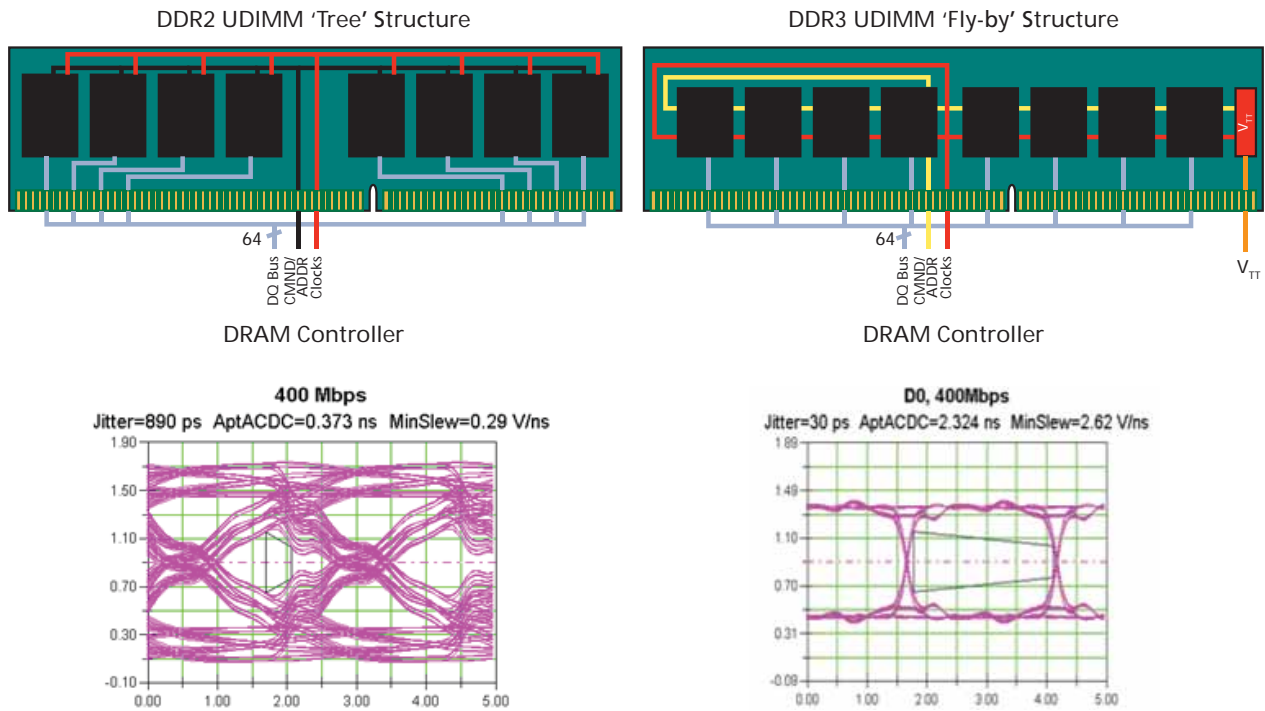 DDR2 UDIMM ‘Tree’ Structure
DDR3 UDIMM ‘Fly-by’ Structure
V_TT
64
DQ Bus
CMND/
ADDR
Clocks
64
DQ Bus
CMND/
ADDR
Clocks
V_TT
DRAM Controller
DRAM Controller
400 Mbps
Jitter=890 ps AptACDC=0.373 ns MinSlew=0.29 V/ns
1.90
1.50
1.10
0.70
0.30
-0.10
0.00 1.00 2.00 3.00 4.00 5.00
D0, 400Mbps
Jitter=30 ps AptACDC=2.324 ns MinSlew=2.62 V/ns
1.89
1.49
1.10
0.70
0.31
-0.09
0.00 1.00 2.00 3.00 4.00 5.00